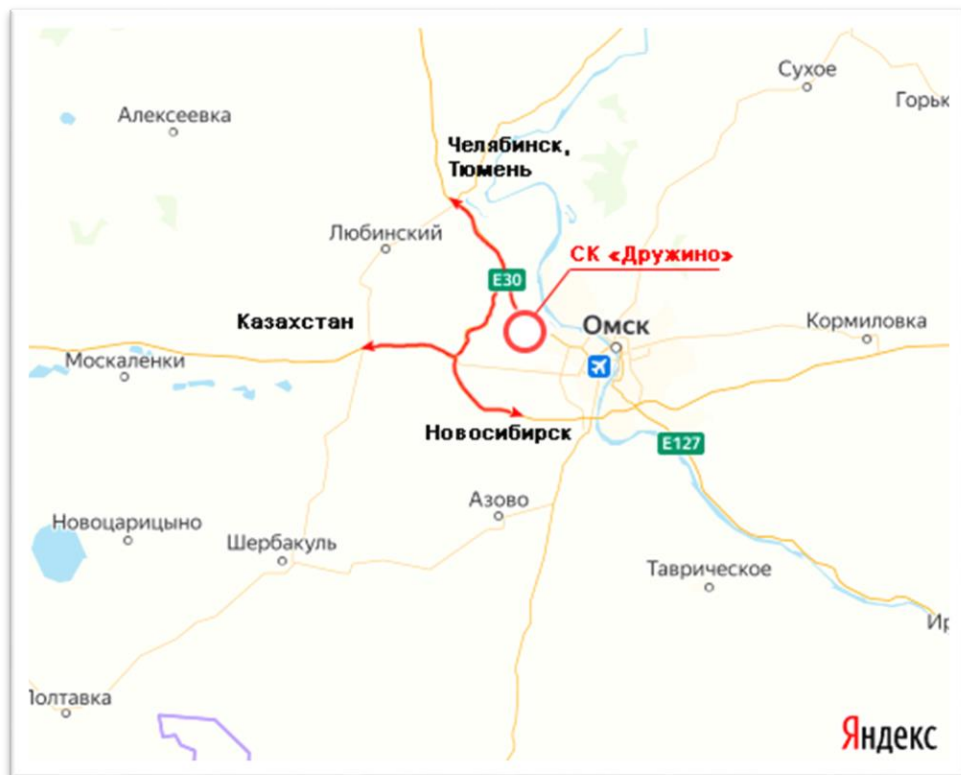 Сухое
Алексеевка
Горьк
Челябинск,
Тюмень
Любинский
СК «Дружино»
E30
Казахстан
Омск
Кормиловка
Москаленки
Новосибирск
E127
Азово
Новоцарицыно
Шербакуль
Таврическое
Ир
Полтавка
Яндекс